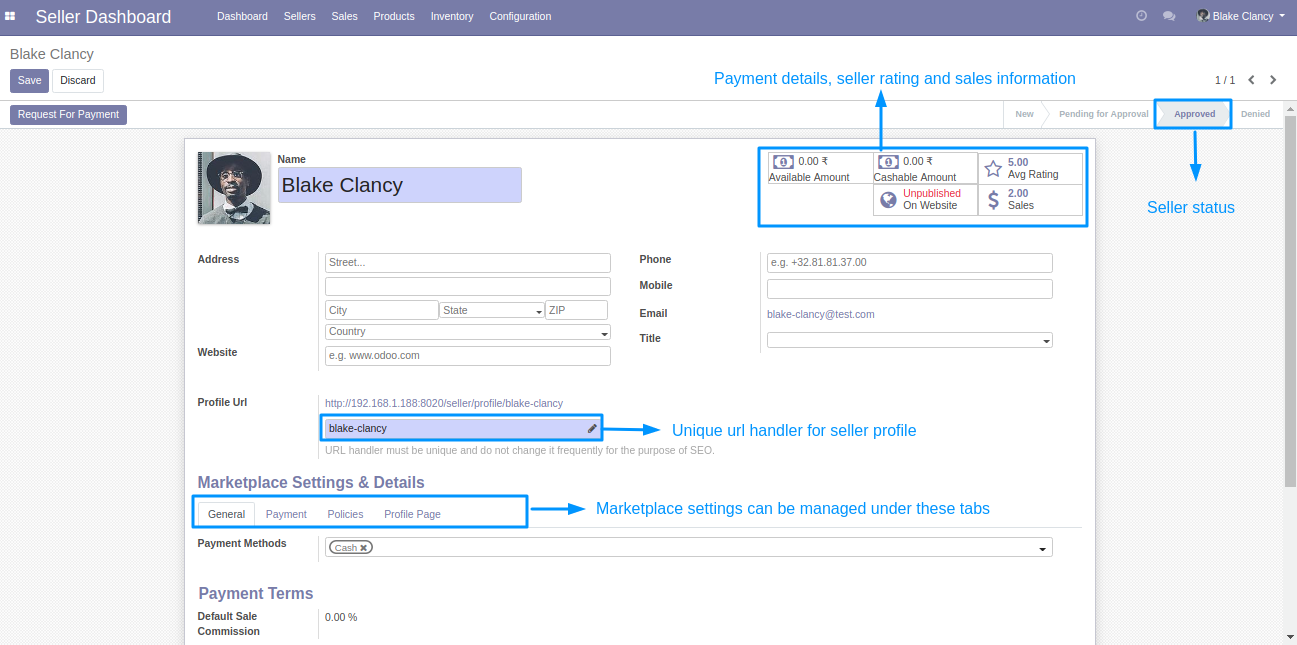 Seller Dashboard Dashboard Sellers Sales Products Inventory Configuration Blake Clancy
Blake Clancy
Save Discard
Payment details, seller rating and sales information
1 / 1
Request For Payment
New Pending for Approval Approved Denied
Seller status
Name
Blake Clancy
0.00 ₹
Available Amount
0.00 ₹
Cashable Amount
5.00
Avg Rating
Unpublished
On Website
2.00
Sales
Address
Street...
City State ZIP
Country
Website e.g. www.odoo.com
Phone e.g. +32.81.81.37.00
Mobile
Email blake-clancy@test.com
Title
Profile Url http://192.168.1.188:8020/seller/profile/blake-clancy
blake-clancy
Unique url handler for seller profile
URL handler must be unique and do not change it frequently for the purpose of SEO.
Marketplace Settings & Details
General Payment Policies Profile Page
Marketplace settings can be managed under these tabs
Payment Methods Cash
Payment Terms
Default Sale
Commission
0.00 %